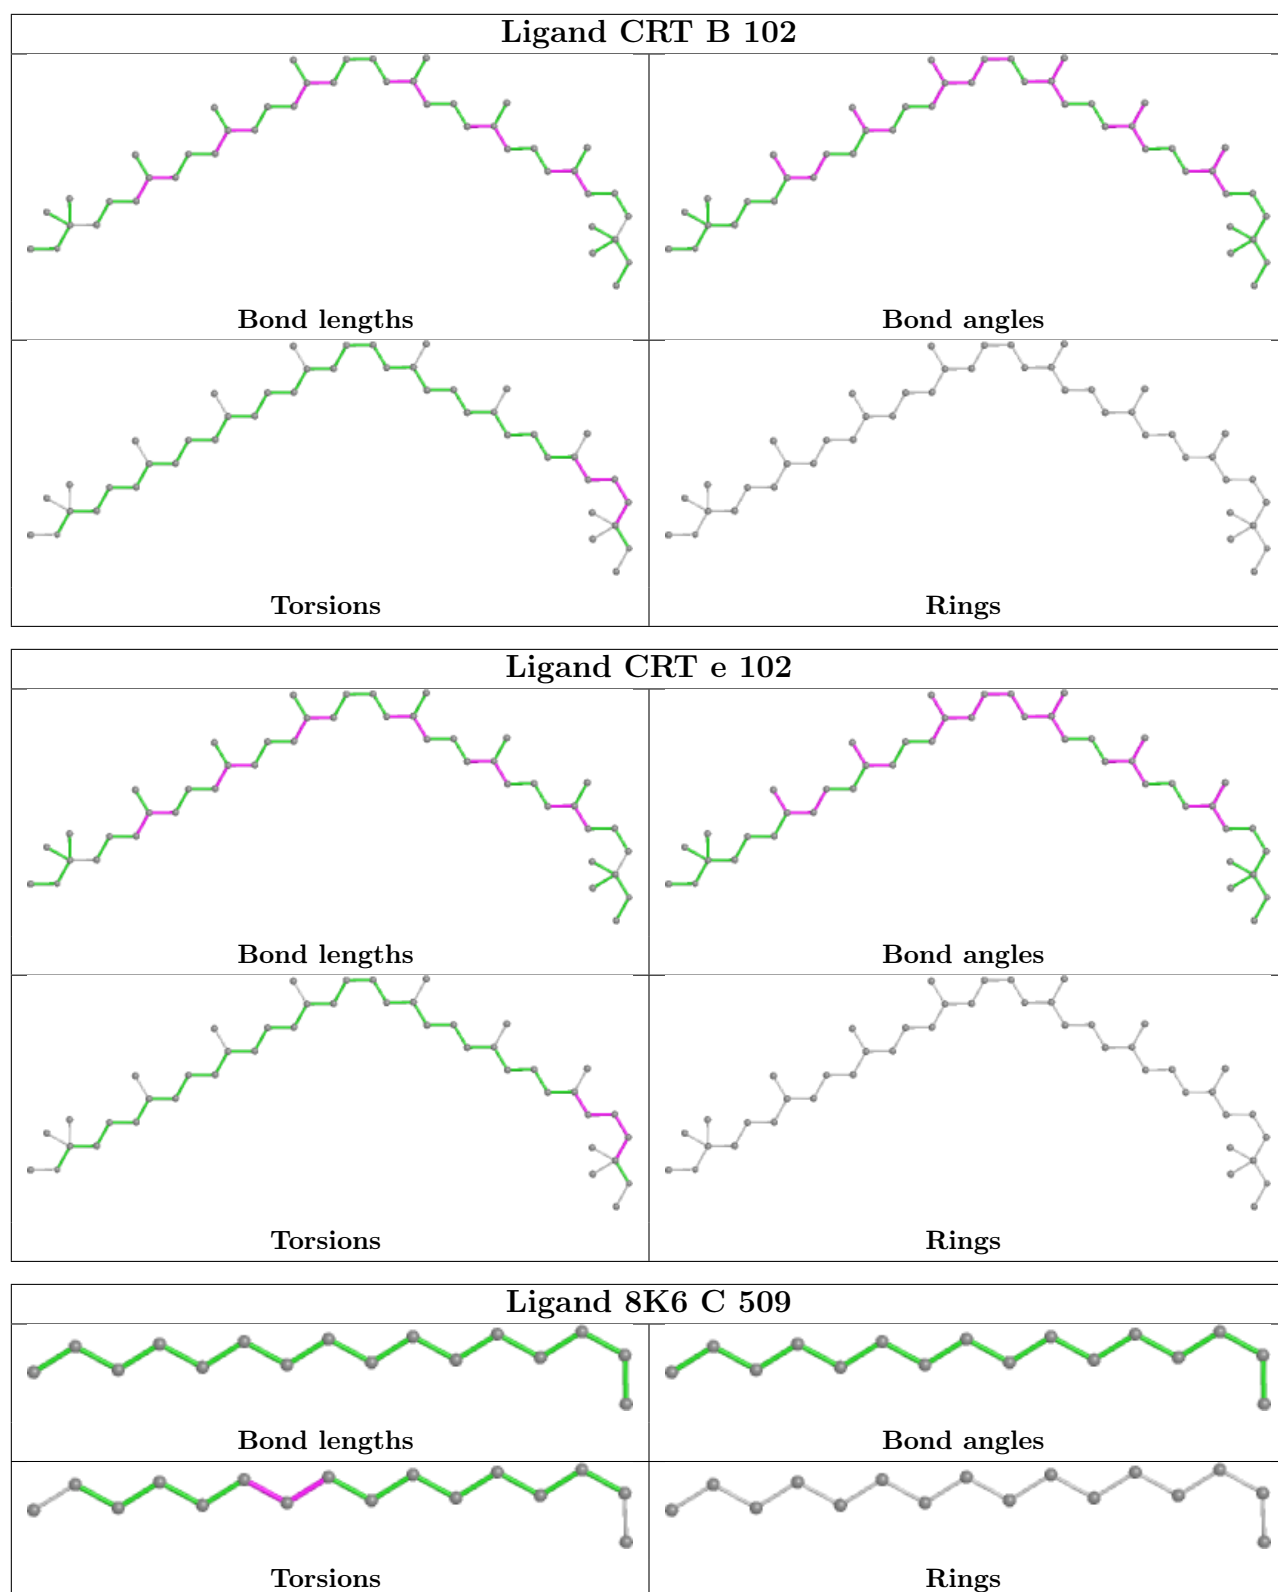 Ligand CRT B 102
Bond lengths
Bond angles
Torsions
Rings
Ligand CRT e 102
Bond lengths
Bond angles
Torsions
Rings
Ligand 8K6 C 509
Bond lengths
Bond angles
Torsions
Rings